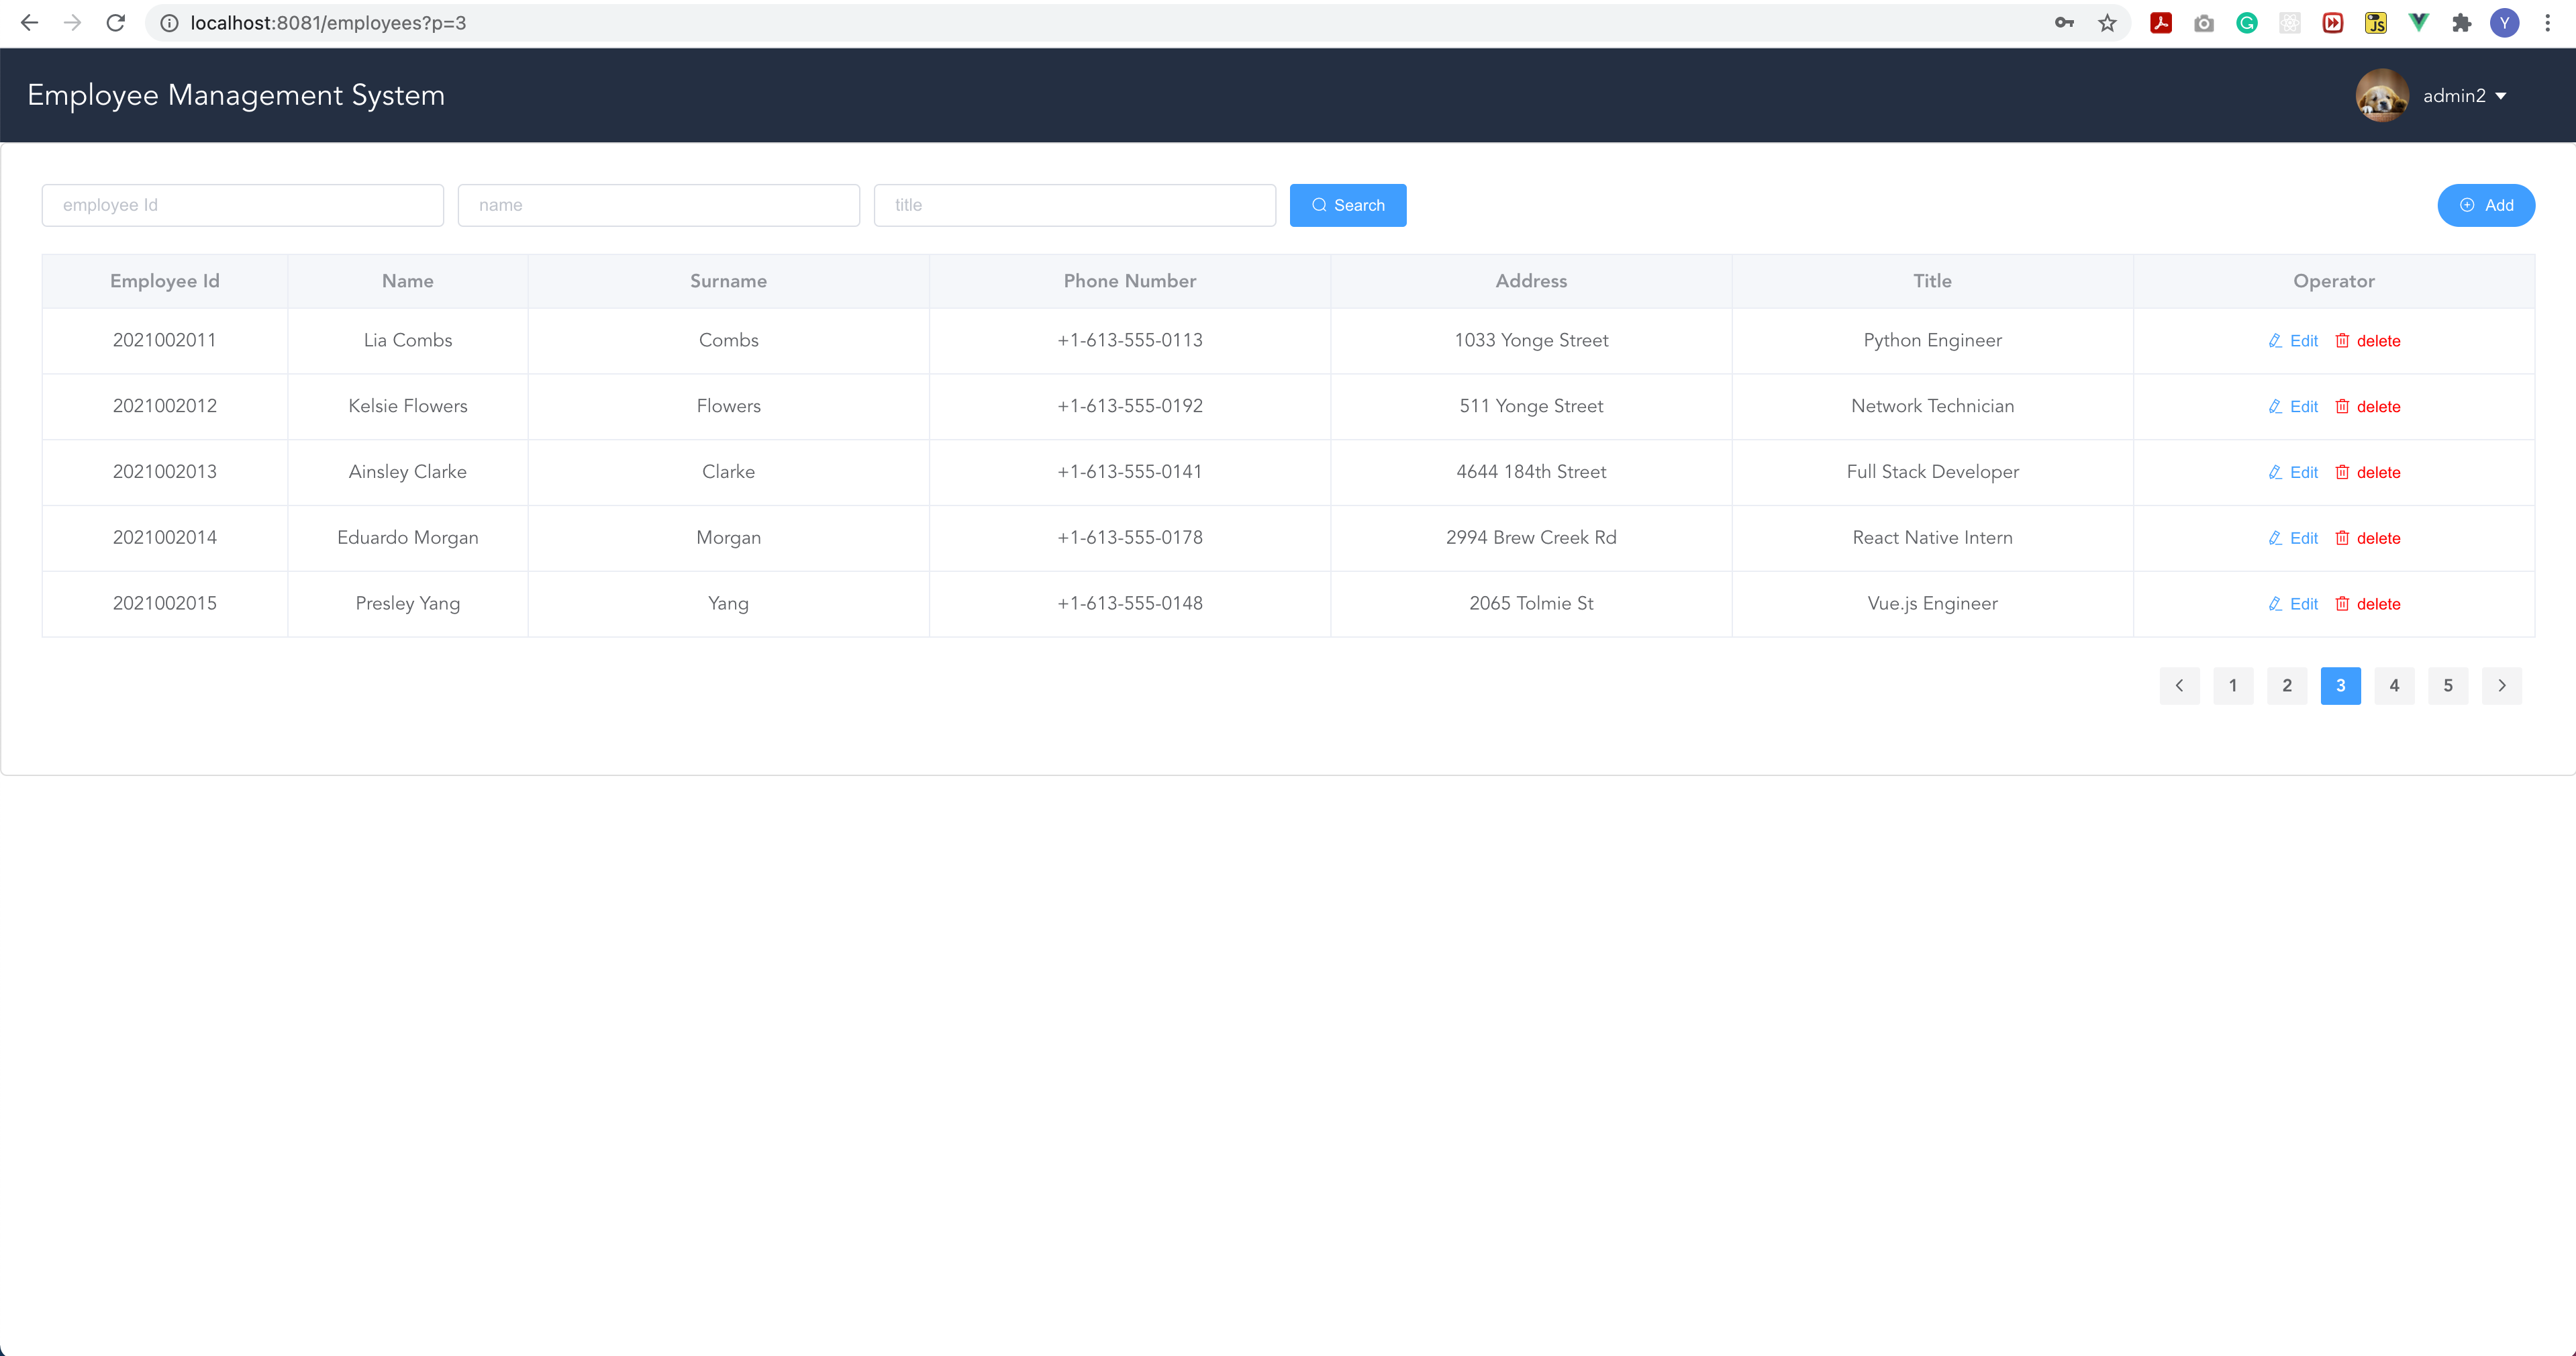 localhost:8081/employees?p=3
JS
Y
Employee Management System
admin2
employee Id
name
title
Search
Add
Employee Id Name Surname Phone Number Address Title Operator
2021002011 Lia Combs Combs +1-613-555-0113 1033 Yonge Street Python Engineer Edit delete
2021002012 Kelsie Flowers Flowers +1-613-555-0192 511 Yonge Street Network Technician Edit delete
2021002013 Ainsley Clarke Clarke +1-613-555-0141 4644 184th Street Full Stack Developer Edit delete
2021002014 Eduardo Morgan Morgan +1-613-555-0178 2994 Brew Creek Rd React Native Intern Edit delete
2021002015 Presley Yang Yang +1-613-555-0148 2065 Tolmie St Vue.js Engineer Edit delete
1 2 3 4 5